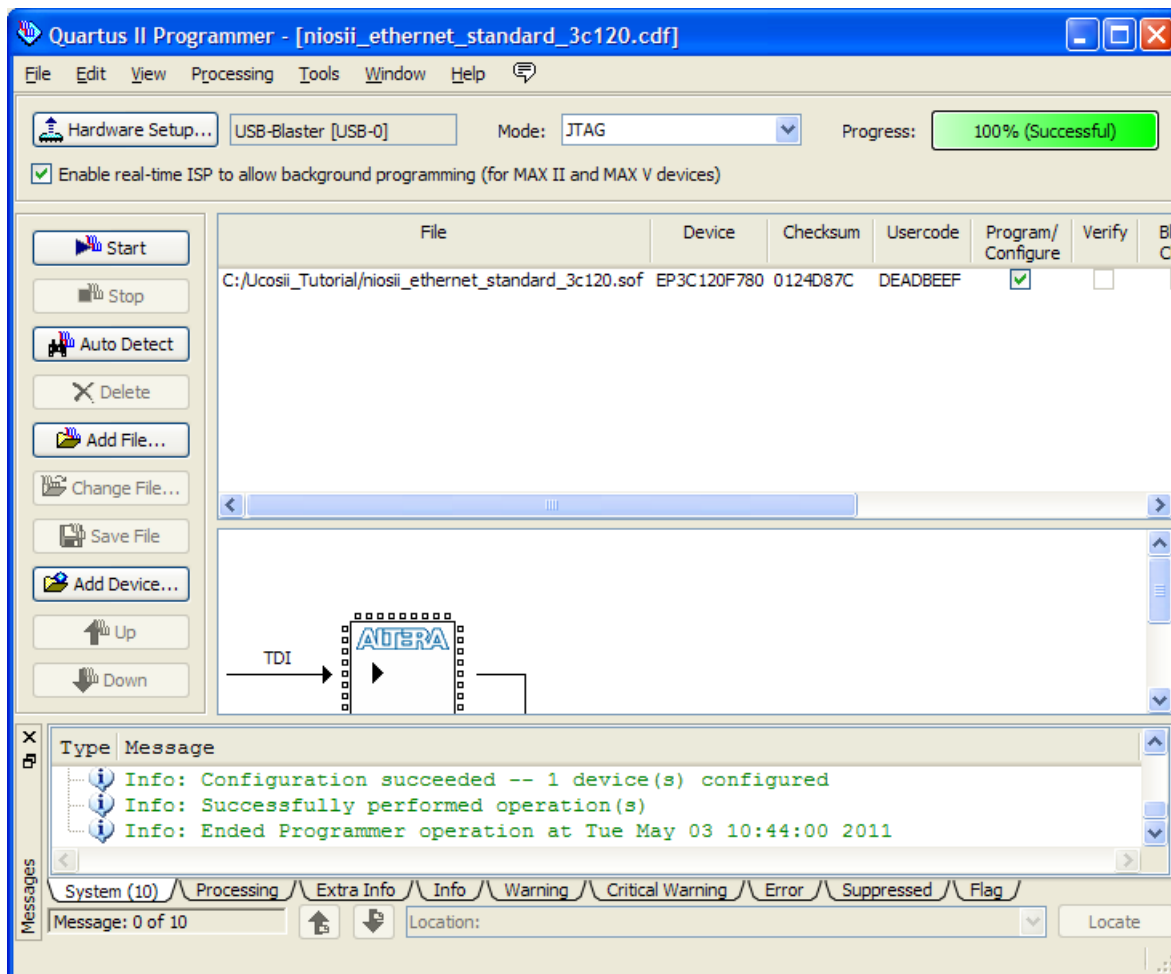 Quartus II Programmer - [niosii_ethernet_standard_3c120.cdf]
File Edit View Processing Tools Window Help
Hardware Setup... USB-Blaster [USB-0] Mode: JTAG Progress: 100% (Successful)
Enable real-time ISP to allow background programming (for MAX II and MAX V devices)
Start
Stop
Auto Detect
Delete
Add File...
Change File...
Save File
Add Device...
Up
Down
File Device Checksum Usercode Program/ Verify Bl
Configure C
C:/Ucosii_Tutorial/niosii_ethernet_standard_3c120.sof EP3C120F780 0124D87C DEADBEEF
ALTERA
TDI
Type Message
Info: Configuration succeeded -- 1 device(s) configured
Info: Successfully performed operation(s)
Info: Ended Programmer operation at Tue May 03 10:44:00 2011
System (10) Processing Extra Info Info Warning Critical Warning Error Suppressed Flag
Messages
Message: 0 of 10 Location: Locate